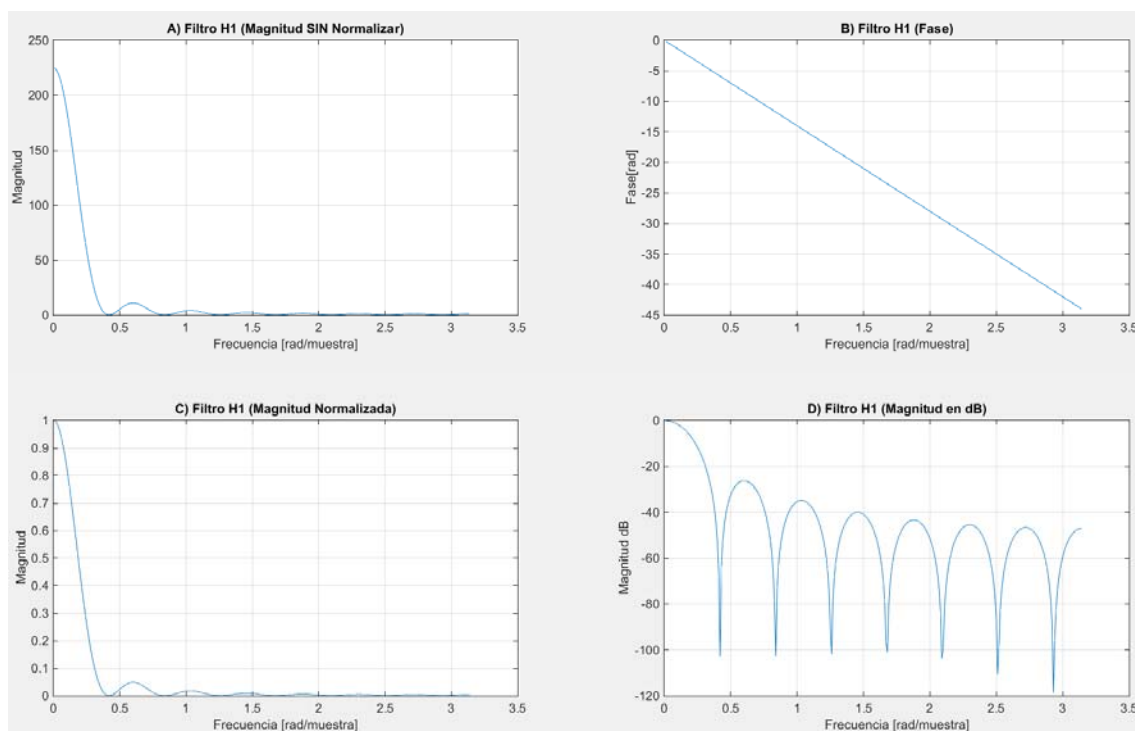 A) Filtro H1 (Magnitud SIN Normalizar)
250
200
150
100
50
0
Magnitud
0 0.5 1 1.5 2 2.5 3 3.5
Frecuencia [rad/muestra]
B) Filtro H1 (Fase)
0
-5
-10
-15
-20
-25
-30
-35
-40
-45
Fase[rad]
0 0.5 1 1.5 2 2.5 3 3.5
Frecuencia [rad/muestra]
C) Filtro H1 (Magnitud Normalizada)
1
0.9
0.8
0.7
0.6
0.5
0.4
0.3
0.2
0.1
0
Magnitud
0 0.5 1 1.5 2 2.5 3 3.5
Frecuencia [rad/muestra]
D) Filtro H1 (Magnitud en dB)
0
-20
-40
-60
-80
-100
-120
Magnitud dB
0 0.5 1 1.5 2 2.5 3 3.5
Frecuencia [rad/muestra]